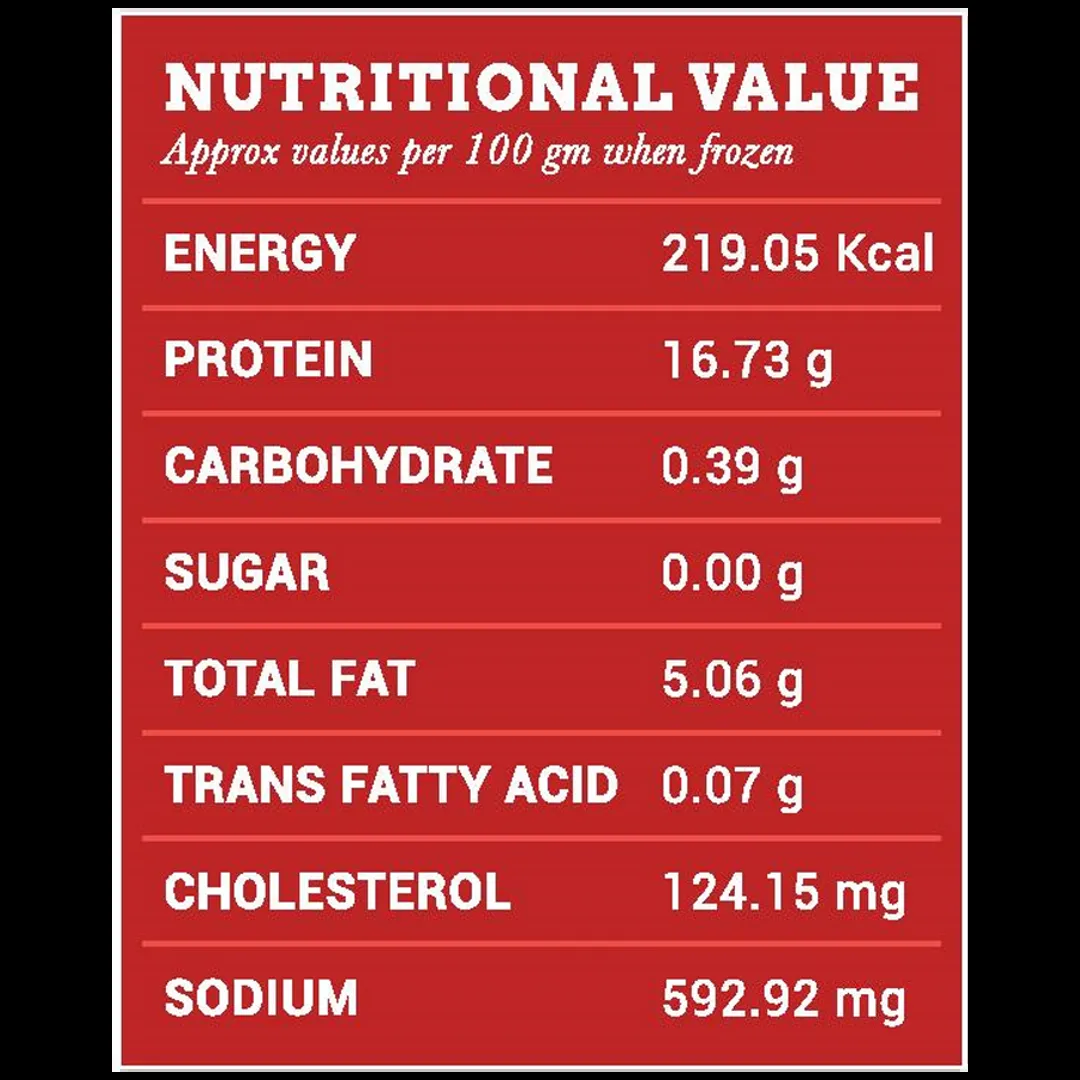 NUTRITIONAL VALUE
Approx values per 100 gm when frozen
ENERGY 219.05 Kcal
PROTEIN 16.73 g
CARBOHYDRATE 0.39 g
SUGAR 0.00 g
TOTAL FAT 5.06 g
TRANS FATTY ACID 0.07 g
CHOLESTEROL 124.15 mg
SODIUM 592.92 mg